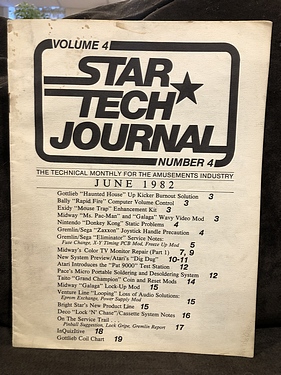 VOLUME 4
STAR
TECH
JOURNAL
NUMBER 4
THE TECHNICAL MONTHLY FOR THE AMUSEMENTS INDUSTRY
JUNE 1982
Gottlieb "Haunted House" Up Kicker Burnout Solution 3
Bally "Rapid Fire" Computer Volume Control 3
Exidy "Mouse Trap" Enhancement Kit 3
Midway "Ms. Pac-Man" and "Galaga" Wavy Video Mod 3
Nintendo "Donkey Kong" Static Problems 4
Gremlin/Sega "Zaxxon" Joystick Handle Precaution 4
Gremlin/Sega "Eliminator" Service Notes:
Fuse Change, X-Y Timing PCB Mod, Freeze Up Mod 5
Midway's Color TV Monitor Repair (Part 1) 7, 9
New System Preview/Atari's "Dig Dug" 10-11
Atari Introduces the "Pat 9000" Test Station 12
Pace's Micro Portable Soldering and Desoldering System 12
Taito "Grand Champion" Coin and Reset Mods 14
Midway "Galaga" Lock-Up Mod 15
Venture Line "Looping" Loss of Audio Solutions:
Eprom Exchange, Power Supply Mod 15
Bright Star's New Product Line 15
Deco "Lock 'N' Chase"/Cassette System Notes 16
On The Service Trail . . .
Pinball Suggestion, Lock Gripe, Gremlin Report 17
InQuizItive 18
Gottlieb Coil Chart 19